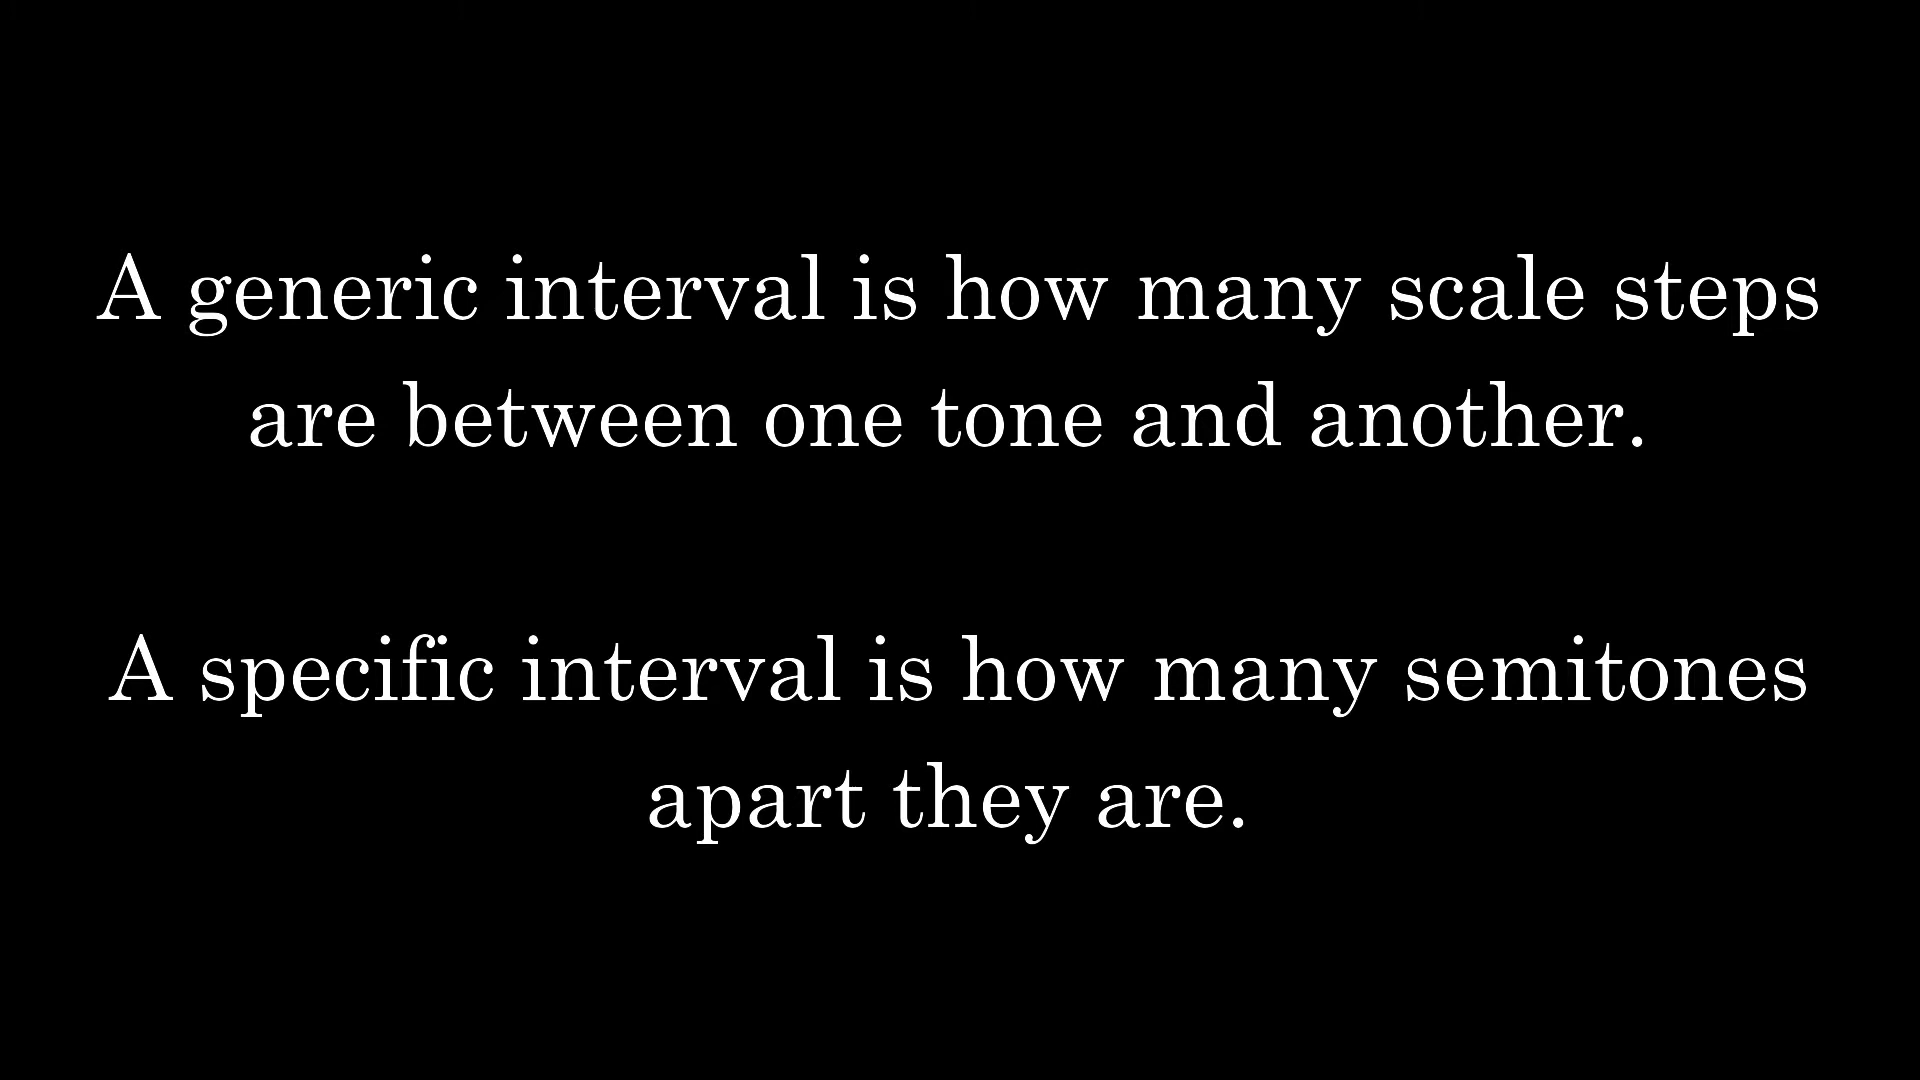 A generic interval is how many scale steps
are between one tone and another.
A specific interval is how many semitones
apart they are.